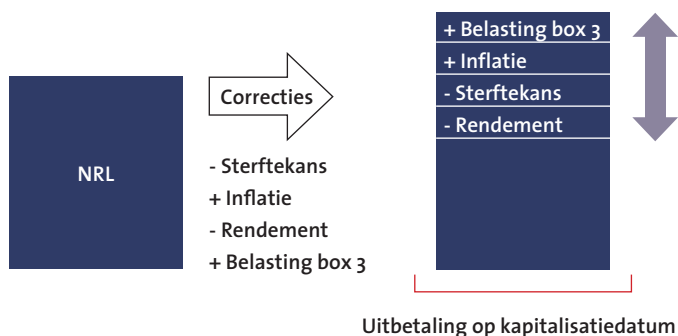 NRL
Correcties
- Sterftekans
+ Inflatie
- Rendement
+ Belasting box 3
+ Belasting box 3
+ Inflatie
- Sterftekans
- Rendement
Uitbetaling op kapitalisatiedatum